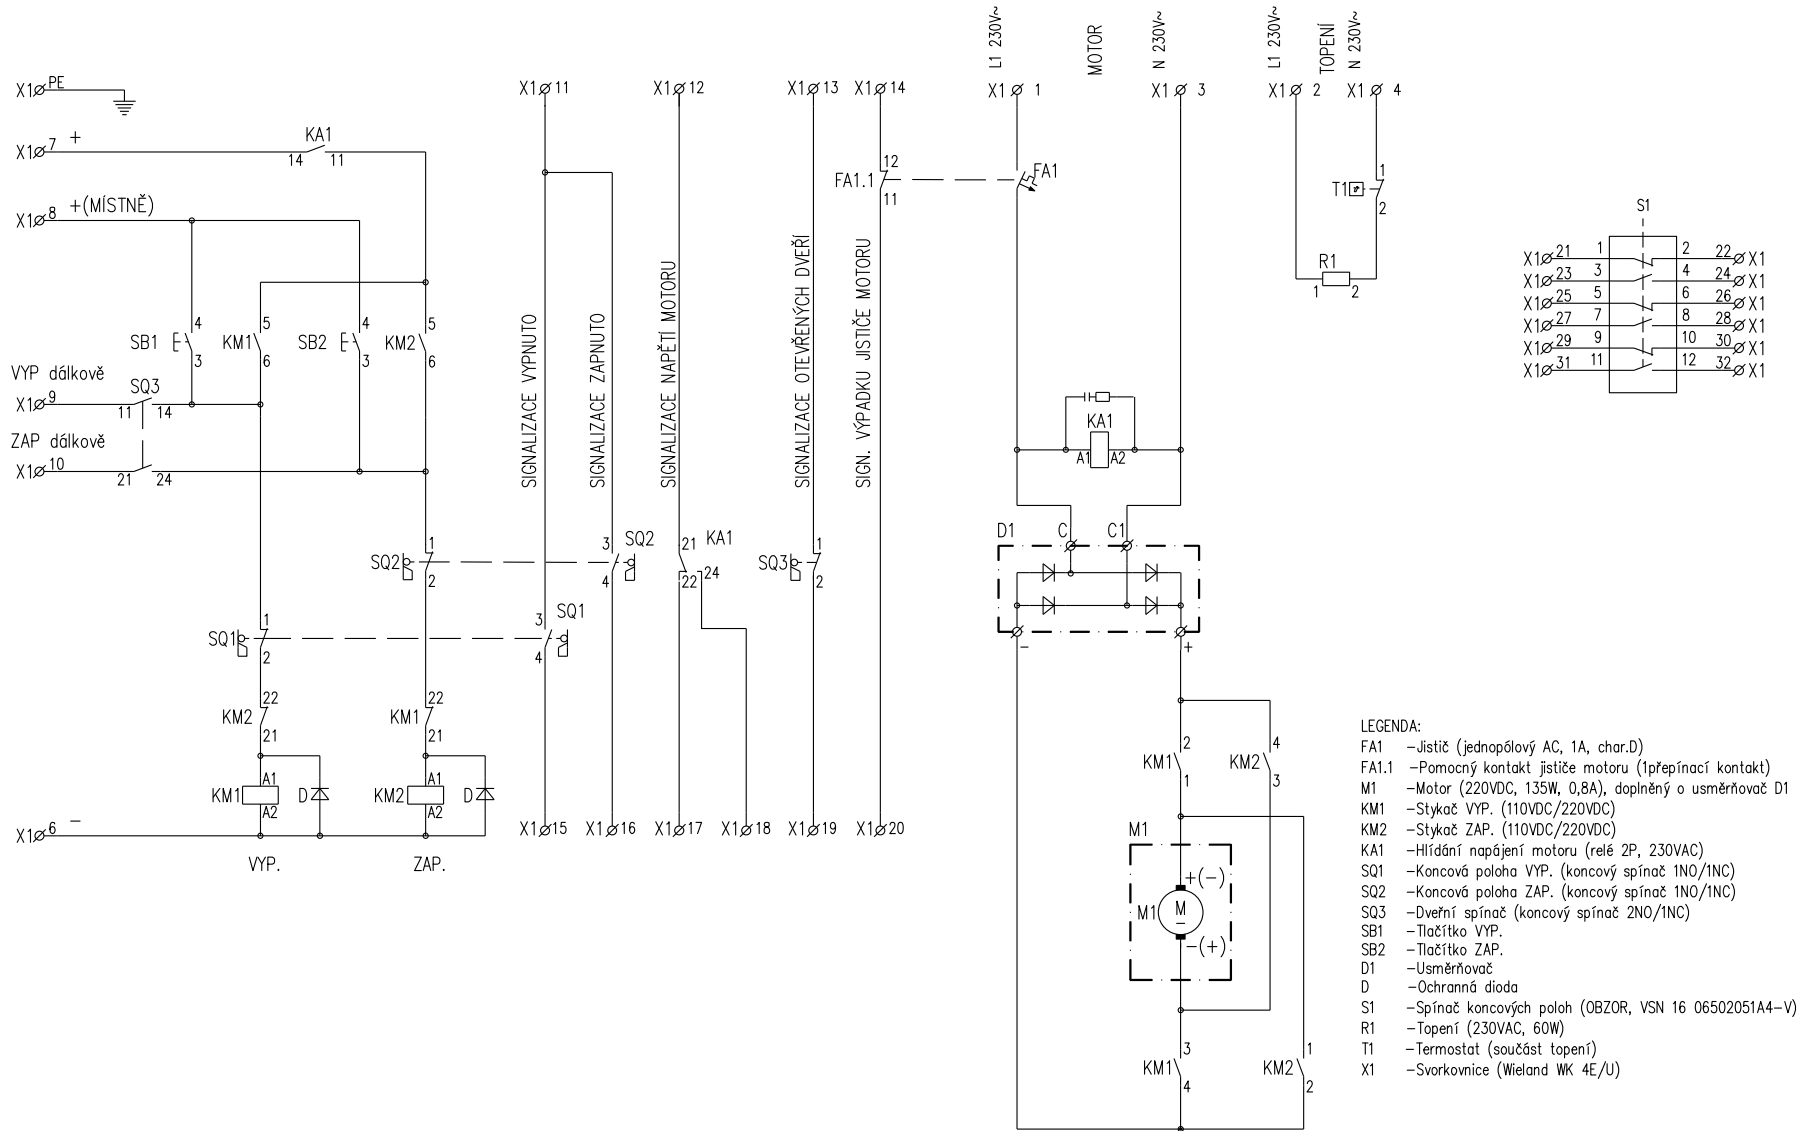 L1 230V~
MOTOR
N 230V~
L1 230V~
TOPENÍ
N 230V~
X1 PE
X1 11
X1 12
X1 13
X1 14
X1 1
X1 3
X1 2
X1 4
X1 7 +
KA1
14 11
X1 8 +(MÍSTNĚ)
FA1.1
12
11
FA1
T1
1
2
R1
1 2
S1
X1 21 1 2 22 X1
X1 23 3 4 24 X1
X1 25 5 6 26 X1
X1 27 7 8 28 X1
X1 29 9 10 30 X1
X1 31 11 12 32 X1
SB1
4
3
KM1
5
6
SB2
4
3
KM2
5
6
VYP dálkově
X1 9
SQ3
11 14
ZAP dálkově
X1 10
21 24
SIGNALIZACE VYPNUTO
SIGNALIZACE ZAPNUTO
SIGNALIZACE NAPĚTÍ MOTORU
SIGNALIZACE OTEVŘENÝCH DVEŘÍ
SIGN. VÝPADKU JISTIČE MOTORU
KA1
A1 A2
D1 C C1
SQ2
1
2
3
4
SQ2
21
22
24
KA1
SQ3
1
2
SQ1
1
2
3
4
SQ1
− +
KM2
22
21
KM1
22
21
KM1
A1
A2
D
KM2
A1
A2
D
X1 6 −
VYP.
ZAP.
X1 15
X1 16
X1 17
X1 18
X1 19
X1 20
KM1
2
1
KM2
4
3
M1
+(−)
M1
M
−
−(+)
KM1
3
4
KM2
1
2
LEGENDA:
FA1 −Jistič (jednopólový AC, 1A, char.D)
FA1.1 −Pomocný kontakt jističe motoru (1přepínací kontakt)
M1 −Motor (220VDC, 135W, 0,8A), doplněný o usměrňovač D1
KM1 −Stykač VYP. (110VDC/220VDC)
KM2 −Stykač ZAP. (110VDC/220VDC)
KA1 −Hlídání napájení motoru (relé 2P, 230VAC)
SQ1 −Koncová poloha VYP. (koncový spínač 1NO/1NC)
SQ2 −Koncová poloha ZAP. (koncový spínač 1NO/1NC)
SQ3 −Dveřní spínač (koncový spínač 2NO/1NC)
SB1 −Tlačítko VYP.
SB2 −Tlačítko ZAP.
D1 −Usměrňovač
D −Ochranná dioda
S1 −Spínač koncových poloh (OBZOR, VSN 16 06502051A4−V)
R1 −Topení (230VAC, 60W)
T1 −Termostat (součást topení)
X1 −Svorkovnice (Wieland WK 4E/U)